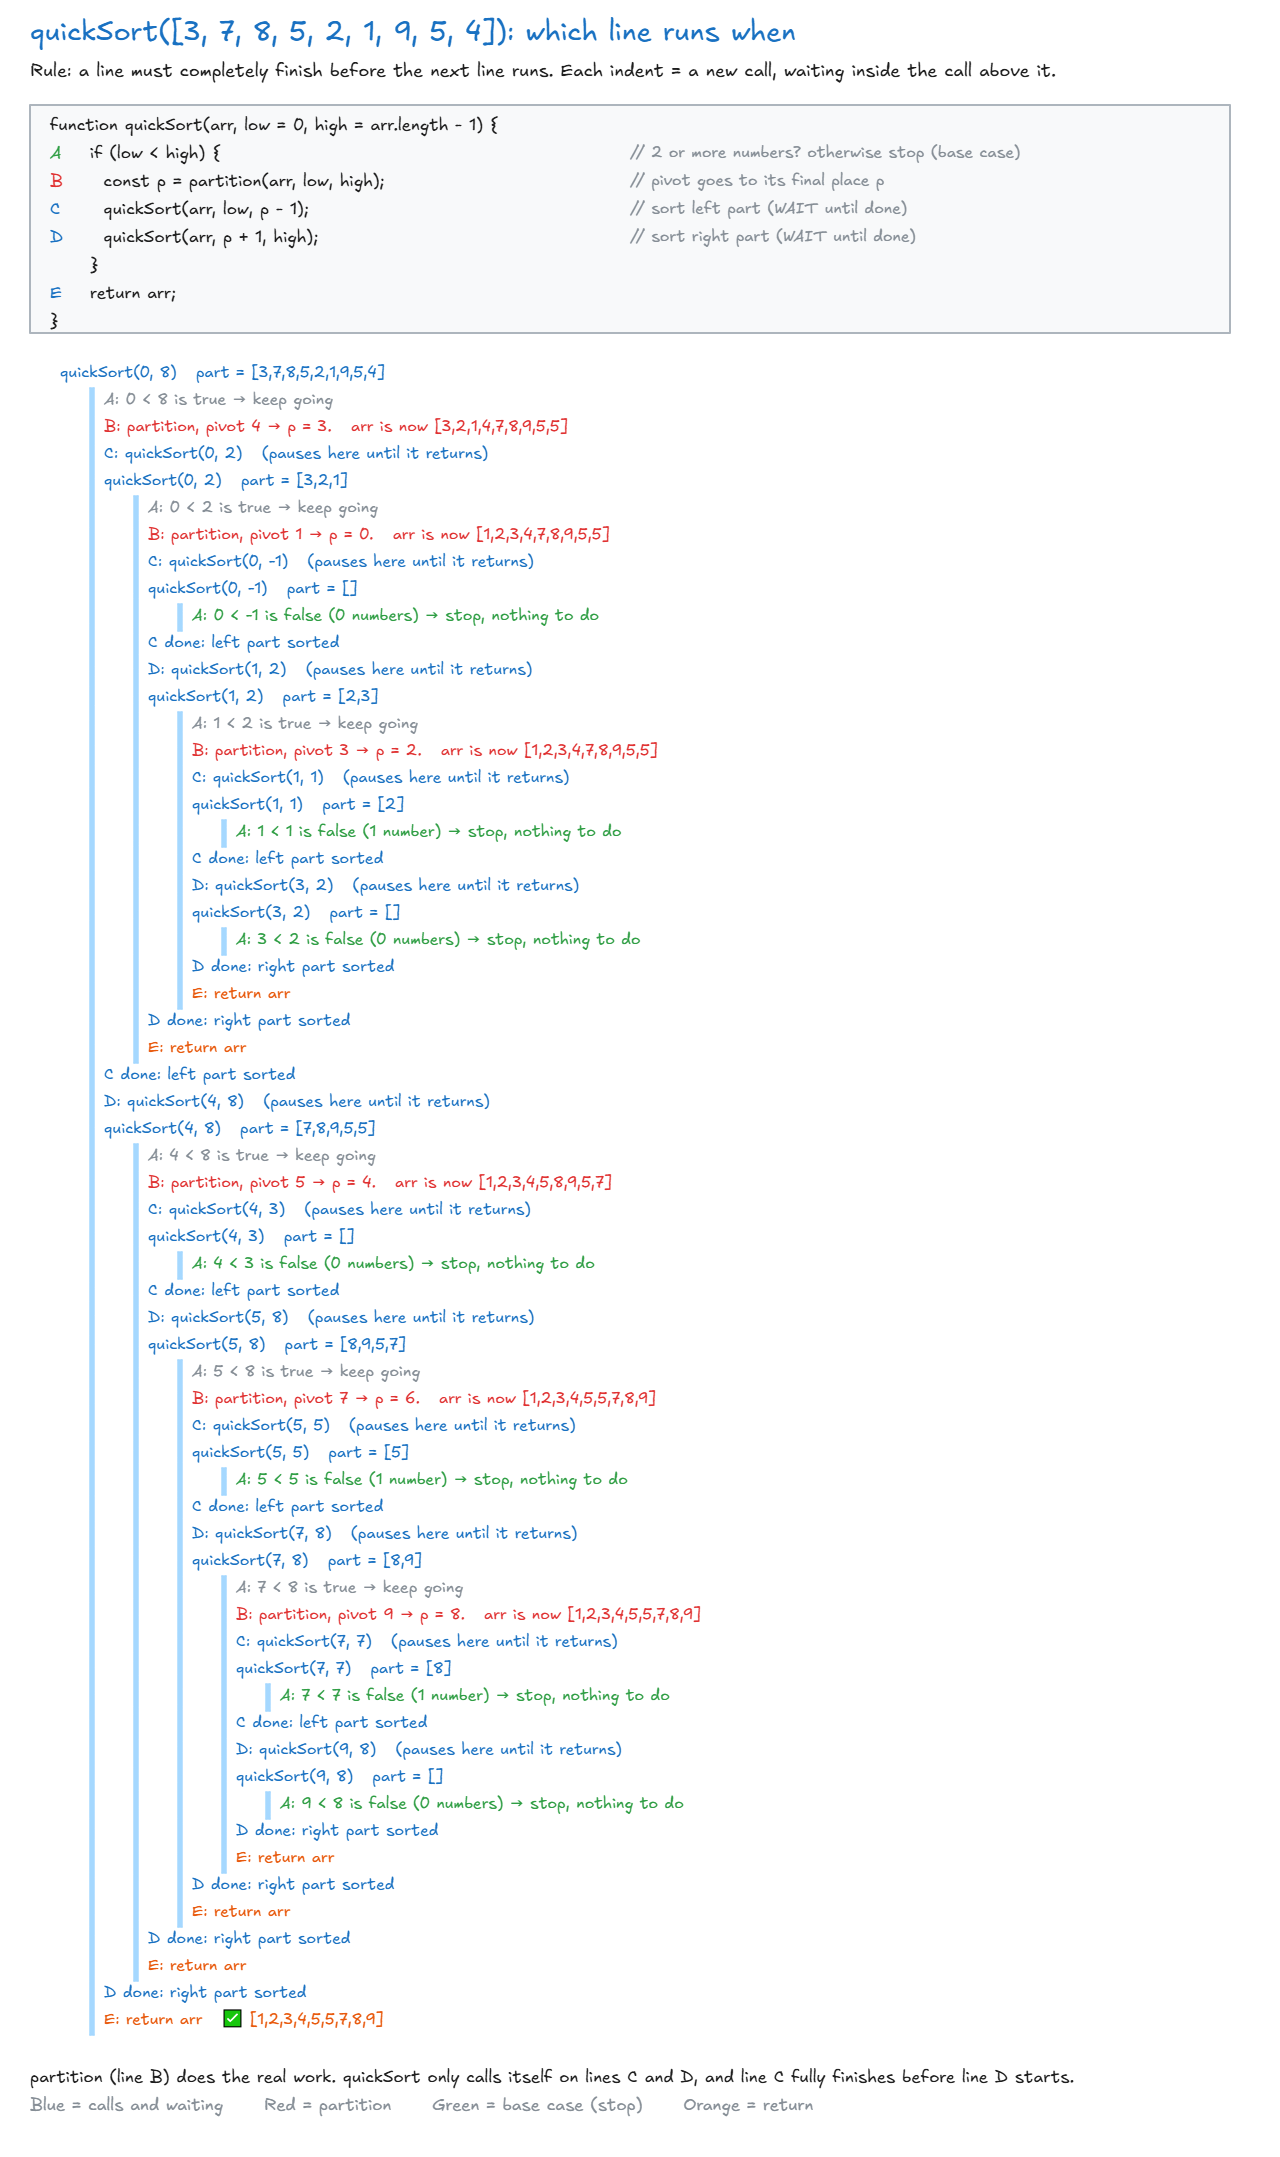 quickSort([3, 7, 8, 5, 2, 1, 9, 5, 4]): which line runs when
Rule: a line must completely finish before the next line runs. Each indent = a new call, waiting inside the call above it.
function quickSort(arr, low = 0, high = arr.length - 1) {
A if (low < high) { // 2 or more numbers? otherwise stop (base case)
B const p = partition(arr, low, high); // pivot goes to its final place p
C quickSort(arr, low, p - 1); // sort left part (WAIT until done)
D quickSort(arr, p + 1, high); // sort right part (WAIT until done)
}
E return arr;
}
quickSort(0, 8) part = [3,7,8,5,2,1,9,5,4]
A: 0 < 8 is true → keep going
B: partition, pivot 4 → p = 3. arr is now [3,2,1,4,7,8,9,5,5]
C: quickSort(0, 2) (pauses here until it returns)
quickSort(0, 2) part = [3,2,1]
A: 0 < 2 is true → keep going
B: partition, pivot 1 → p = 0. arr is now [1,2,3,4,7,8,9,5,5]
C: quickSort(0, -1) (pauses here until it returns)
quickSort(0, -1) part = []
A: 0 < -1 is false (0 numbers) → stop, nothing to do
C done: left part sorted
D: quickSort(1, 2) (pauses here until it returns)
quickSort(1, 2) part = [2,3]
A: 1 < 2 is true → keep going
B: partition, pivot 3 → p = 2. arr is now [1,2,3,4,7,8,9,5,5]
C: quickSort(1, 1) (pauses here until it returns)
quickSort(1, 1) part = [2]
A: 1 < 1 is false (1 number) → stop, nothing to do
C done: left part sorted
D: quickSort(3, 2) (pauses here until it returns)
quickSort(3, 2) part = []
A: 3 < 2 is false (0 numbers) → stop, nothing to do
D done: right part sorted
E: return arr
D done: right part sorted
E: return arr
C done: left part sorted
D: quickSort(4, 8) (pauses here until it returns)
quickSort(4, 8) part = [7,8,9,5,5]
A: 4 < 8 is true → keep going
B: partition, pivot 5 → p = 4. arr is now [1,2,3,4,5,8,9,5,7]
C: quickSort(4, 3) (pauses here until it returns)
quickSort(4, 3) part = []
A: 4 < 3 is false (0 numbers) → stop, nothing to do
C done: left part sorted
D: quickSort(5, 8) (pauses here until it returns)
quickSort(5, 8) part = [8,9,5,7]
A: 5 < 8 is true → keep going
B: partition, pivot 7 → p = 6. arr is now [1,2,3,4,5,5,7,8,9]
C: quickSort(5, 5) (pauses here until it returns)
quickSort(5, 5) part = [5]
A: 5 < 5 is false (1 number) → stop, nothing to do
C done: left part sorted
D: quickSort(7, 8) (pauses here until it returns)
quickSort(7, 8) part = [8,9]
A: 7 < 8 is true → keep going
B: partition, pivot 9 → p = 8. arr is now [1,2,3,4,5,5,7,8,9]
C: quickSort(7, 7) (pauses here until it returns)
quickSort(7, 7) part = [8]
A: 7 < 7 is false (1 number) → stop, nothing to do
C done: left part sorted
D: quickSort(9, 8) (pauses here until it returns)
quickSort(9, 8) part = []
A: 9 < 8 is false (0 numbers) → stop, nothing to do
D done: right part sorted
E: return arr
D done: right part sorted
E: return arr
D done: right part sorted
E: return arr
D done: right part sorted
E: return arr ✅ [1,2,3,4,5,5,7,8,9]
partition (line B) does the real work. quickSort only calls itself on lines C and D, and line C fully finishes before line D starts.
Blue = calls and waiting Red = partition Green = base case (stop) Orange = return